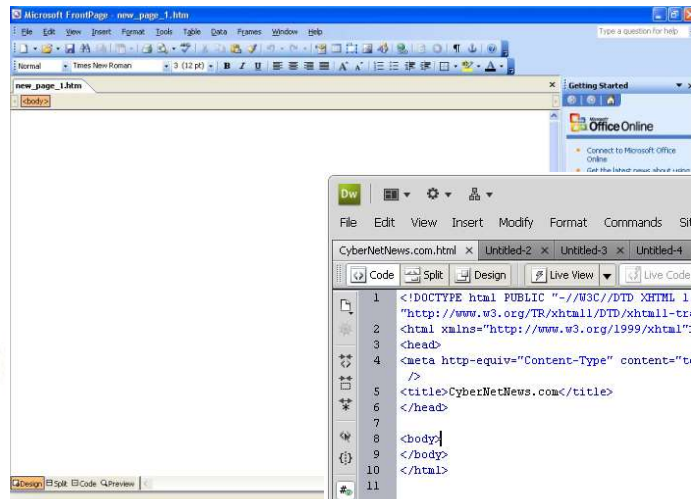 Microsoft FrontPage - new_page_1.htm
File Edit View Insert Format Tools Table Data Frames Window Help
Type a question for help
Normal Times New Roman 3 (12 pt) B I U
new_page_1.htm
Getting Started
<body>
Microsoft
Office Online
Connect to Microsoft Office
Online
Get the latest news about using
Dw
File Edit View Insert Modify Format Commands Si
CyberNetNews.com.html × Untitled-2 × Untitled-3 × Untitled-4
Code Split Design Live View Live Code
1 <!DOCTYPE html PUBLIC "-//W3C//DTD XHTML 1
"http://www.w3.org/TR/xhtml1/DTD/xhtml1-tra
2 <html xmlns="http://www.w3.org/1999/xhtml"
3 <head>
4 <meta http-equiv="Content-Type" content="te
/>
5 <title>CyberNetNews.com</title>
6 </head>
7
8 <body>
9 </body>
10 </html>
11
Design Split Code Preview